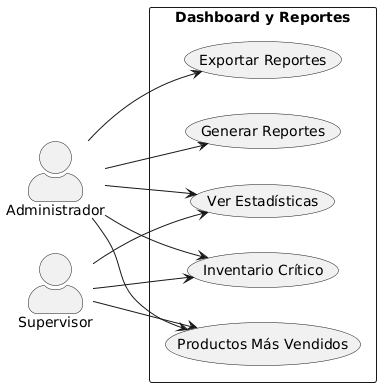 Dashboard y Reportes
Exportar Reportes
Generar Reportes
Administrador
Ver Estadísticas
Inventario Crítico
Supervisor
Productos Más Vendidos